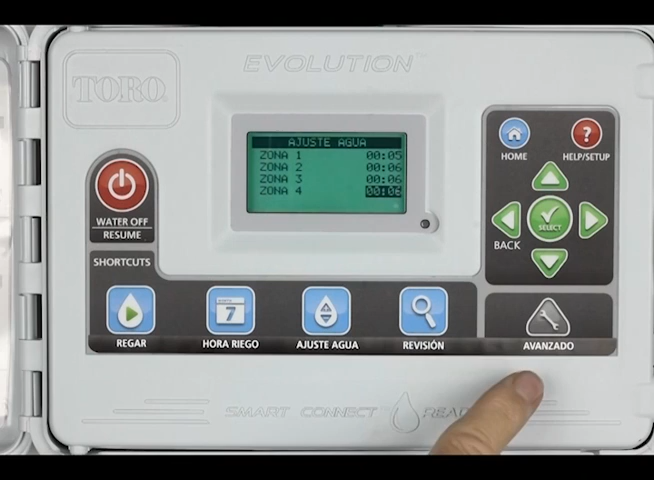 EVOLUTION
TORO
AJUSTE AGUA
ZONA 1 00:05
ZONA 2 00:06
ZONA 3 00:06
ZONA 4 00:06
HOME
HELP/SETUP
?
SELECT
BACK
WATER OFF
RESUME
SHORTCUTS
7
REGAR
HORA RIEGO
AJUSTE AGUA
REVISIÓN
AVANZADO
SMART CONNECT